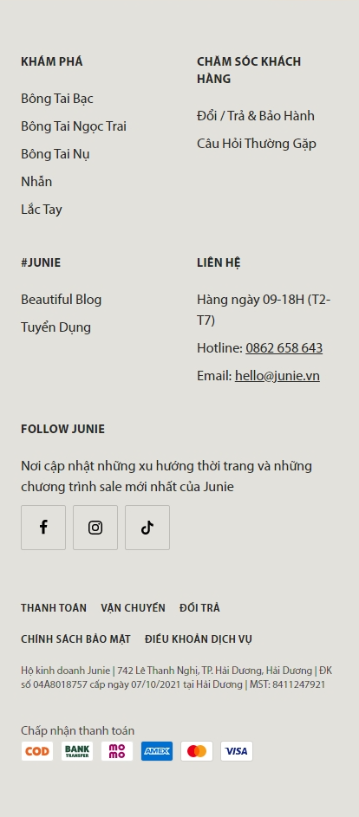 KHÁM PHÁ
Bông Tai Bạc
Bông Tai Ngọc Trai
Bông Tai Nụ
Nhẫn
Lắc Tay
CHĂM SÓC KHÁCH
HÀNG
Đổi / Trả & Bảo Hành
Câu Hỏi Thường Gặp
#JUNIE
Beautiful Blog
Tuyển Dụng
LIÊN HỆ
Hàng ngày 09-18H (T2-
T7)
Hotline: 0862 658 643
Email: hello@junie.vn
FOLLOW JUNIE
Nơi cập nhật những xu hướng thời trang và những
chương trình sale mới nhất của Junie
THANH TOÁN VẬN CHUYỂN ĐỔI TRẢ
CHÍNH SÁCH BẢO MẬT ĐIỀU KHOẢN DỊCH VỤ
Hộ kinh doanh Junie | 742 Lê Thanh Nghị, TP. Hải Dương, Hải Dương | ĐK
số 04A8018757 cấp ngày 07/10/2021 tại Hải Dương | MST: 8411247921
Chấp nhận thanh toán
COD BANK TRANSFER MOMO AMEX VISA